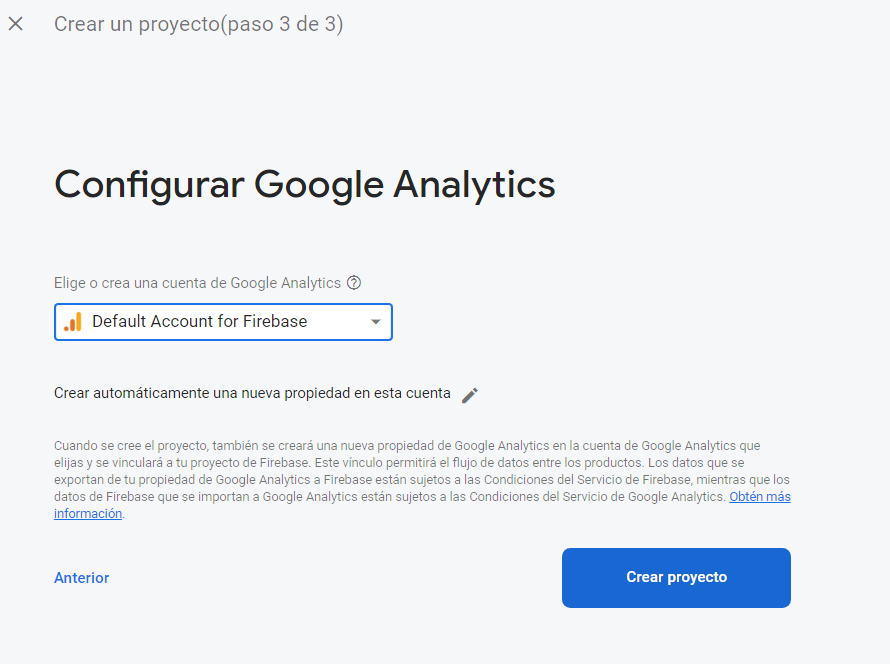 Crear un proyecto(paso 3 de 3)
Configurar Google Analytics
Elige o crea una cuenta de Google Analytics
Default Account for Firebase
Crear automáticamente una nueva propiedad en esta cuenta
Cuando se cree el proyecto, también se creará una nueva propiedad de Google Analytics en la cuenta de Google Analytics que
elijas y se vinculará a tu proyecto de Firebase. Este vínculo permitirá el flujo de datos entre los productos. Los datos que se
exportan de tu propiedad de Google Analytics a Firebase están sujetos a las Condiciones del Servicio de Firebase, mientras que los
datos de Firebase que se importan a Google Analytics están sujetos a las Condiciones del Servicio de Google Analytics. Obtén más
información.
Anterior
Crear proyecto